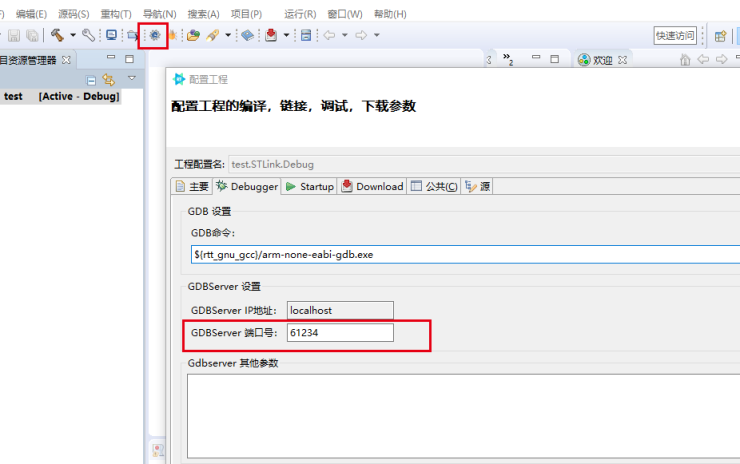 编辑(E) 源码(S) 重构(T) 导航(N) 搜索(A) 项目(P) 运行(R) 窗口(W) 帮助(H)
快速访问
目资源管理器
»2
欢迎
test [Active - Debug]
配置工程
配置工程的编译，链接，调试，下载参数
工程配置名: test.STLink.Debug
主要 Debugger Startup Download 公共(C) 源
GDB 设置
GDB命令:
${rtt_gnu_gcc}/arm-none-eabi-gdb.exe
GDBServer 设置
GDBServer IP地址: localhost
GDBServer 端口号: 61234
Gdbserver 其他参数